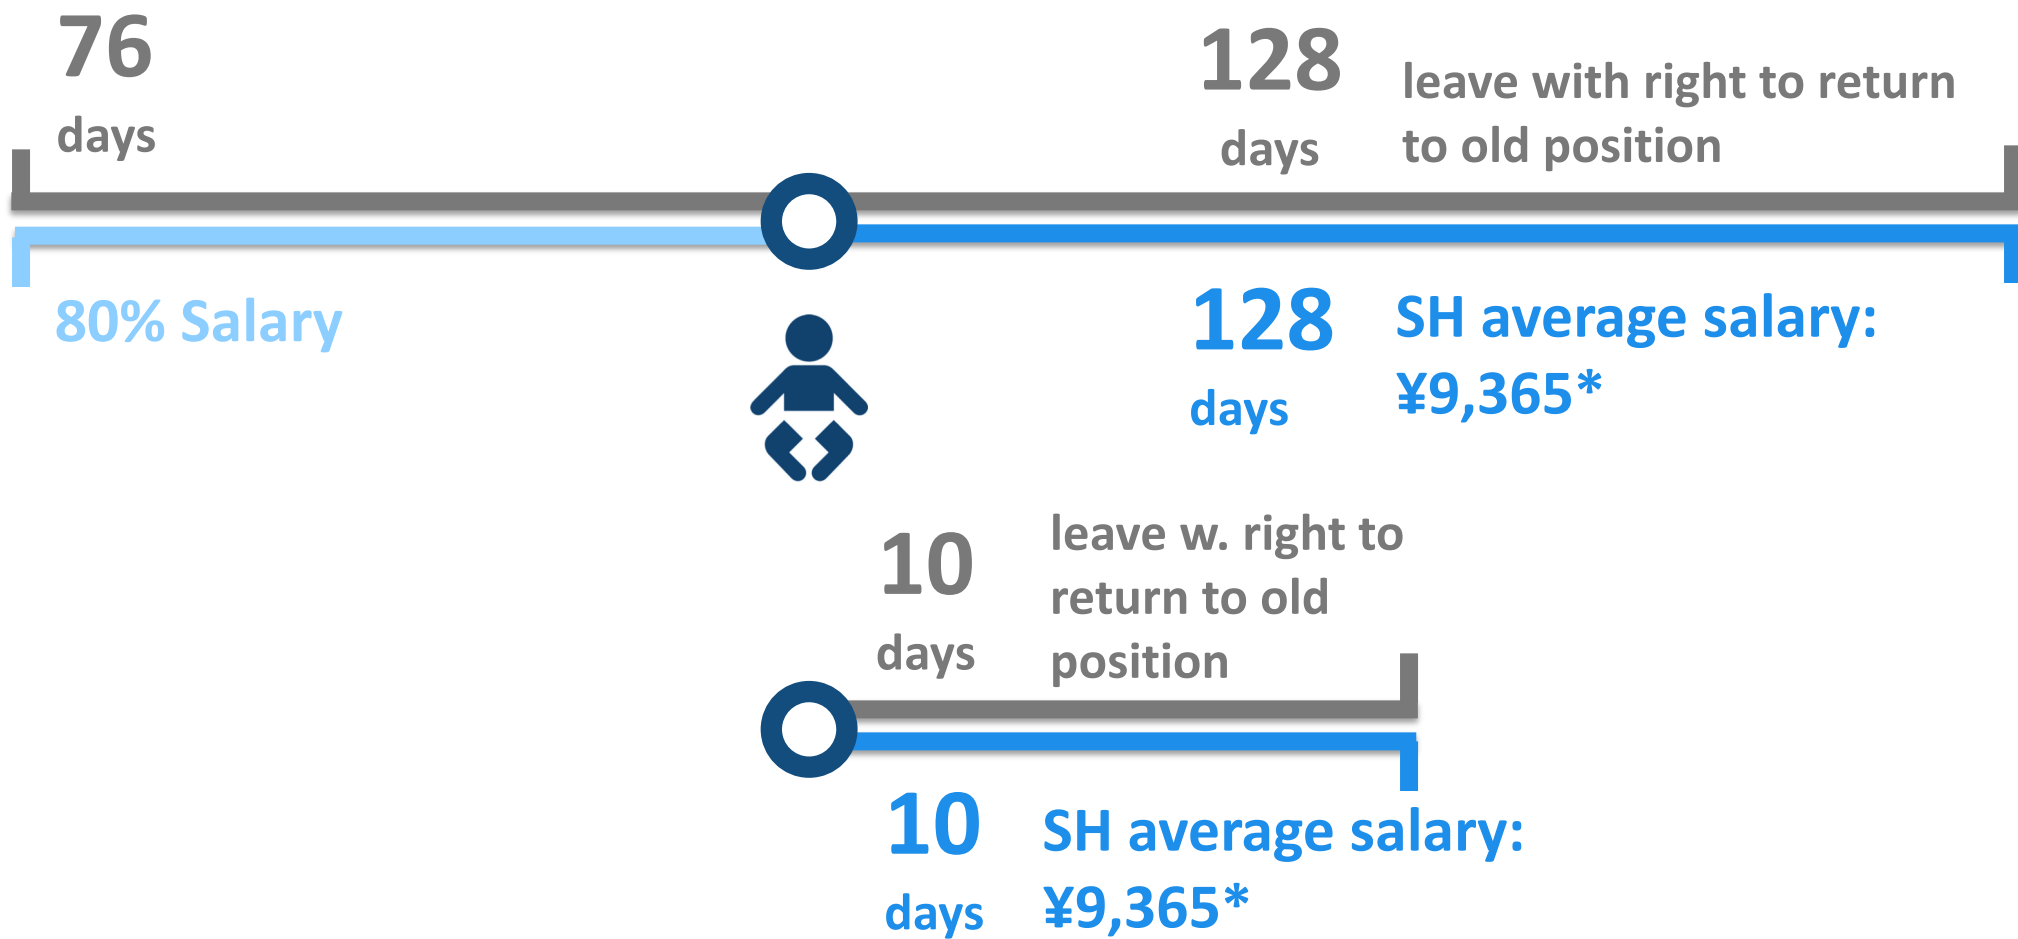 76
days
128
days
leave with right to return
to old position
80% Salary
128
days
SH average salary:
¥9,365*
10
days
leave w. right to
return to old
position
10
days
SH average salary:
¥9,365*